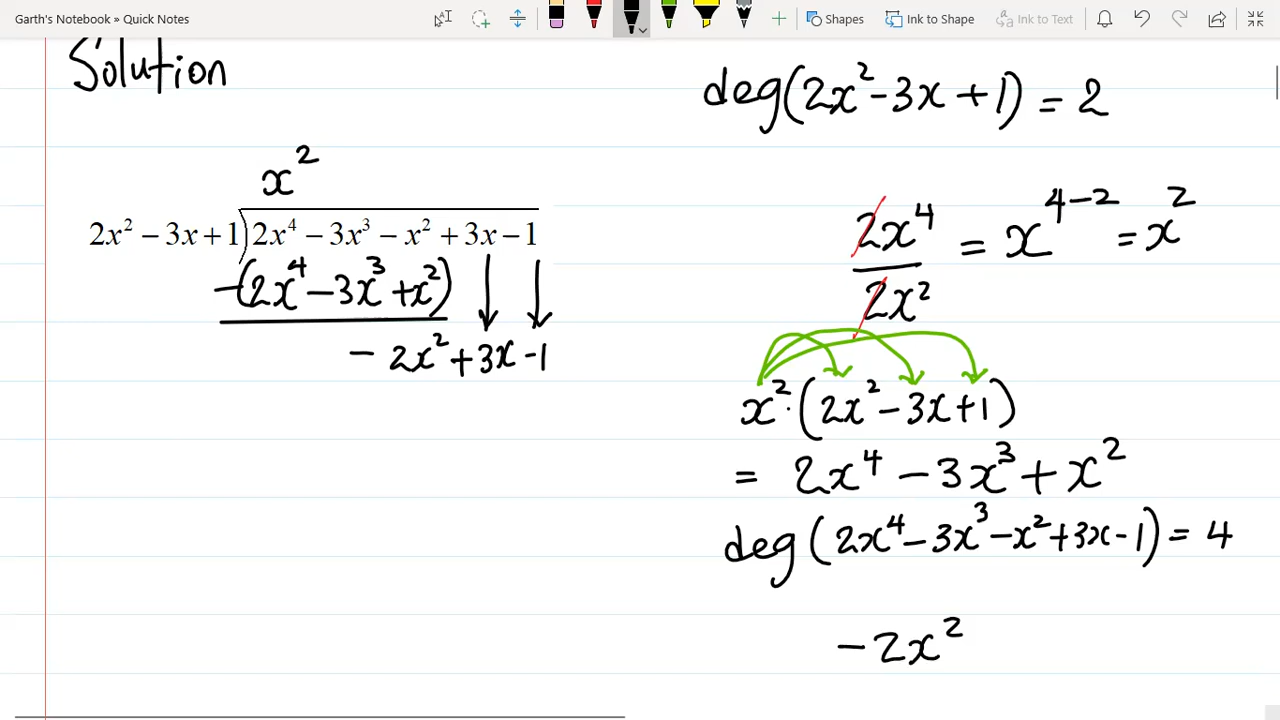 Garth's Notebook » Quick Notes
Shapes
Ink to Shape
Ink to Text
Solution
x²
2x² − 3x + 1)2x⁴ − 3x³ − x² + 3x − 1
−(2x⁴ − 3x³ + x²)
− 2x² + 3x − 1
deg(2x² − 3x + 1) = 2
2x⁴/2x² = x⁴⁻² = x²
x² · (2x² − 3x + 1)
= 2x⁴ − 3x³ + x²
deg(2x⁴ − 3x³ − x² + 3x − 1) = 4
− 2x²